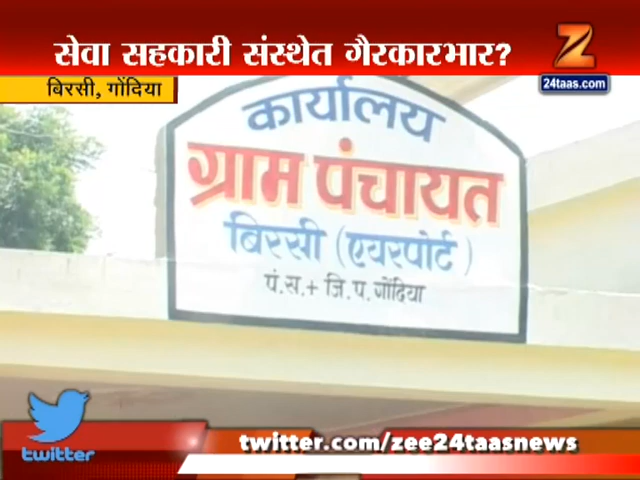 सेवा सहकारी संस्थेत गैरकारभार?
24taas.com
बिरसी, गोंदिया
कार्यालय
ग्राम पंचायत
बिरसी (एयरपोर्ट)
पं.स.+ जि.प.गोंदिया
twitter
twitter.com/zee24taasnews